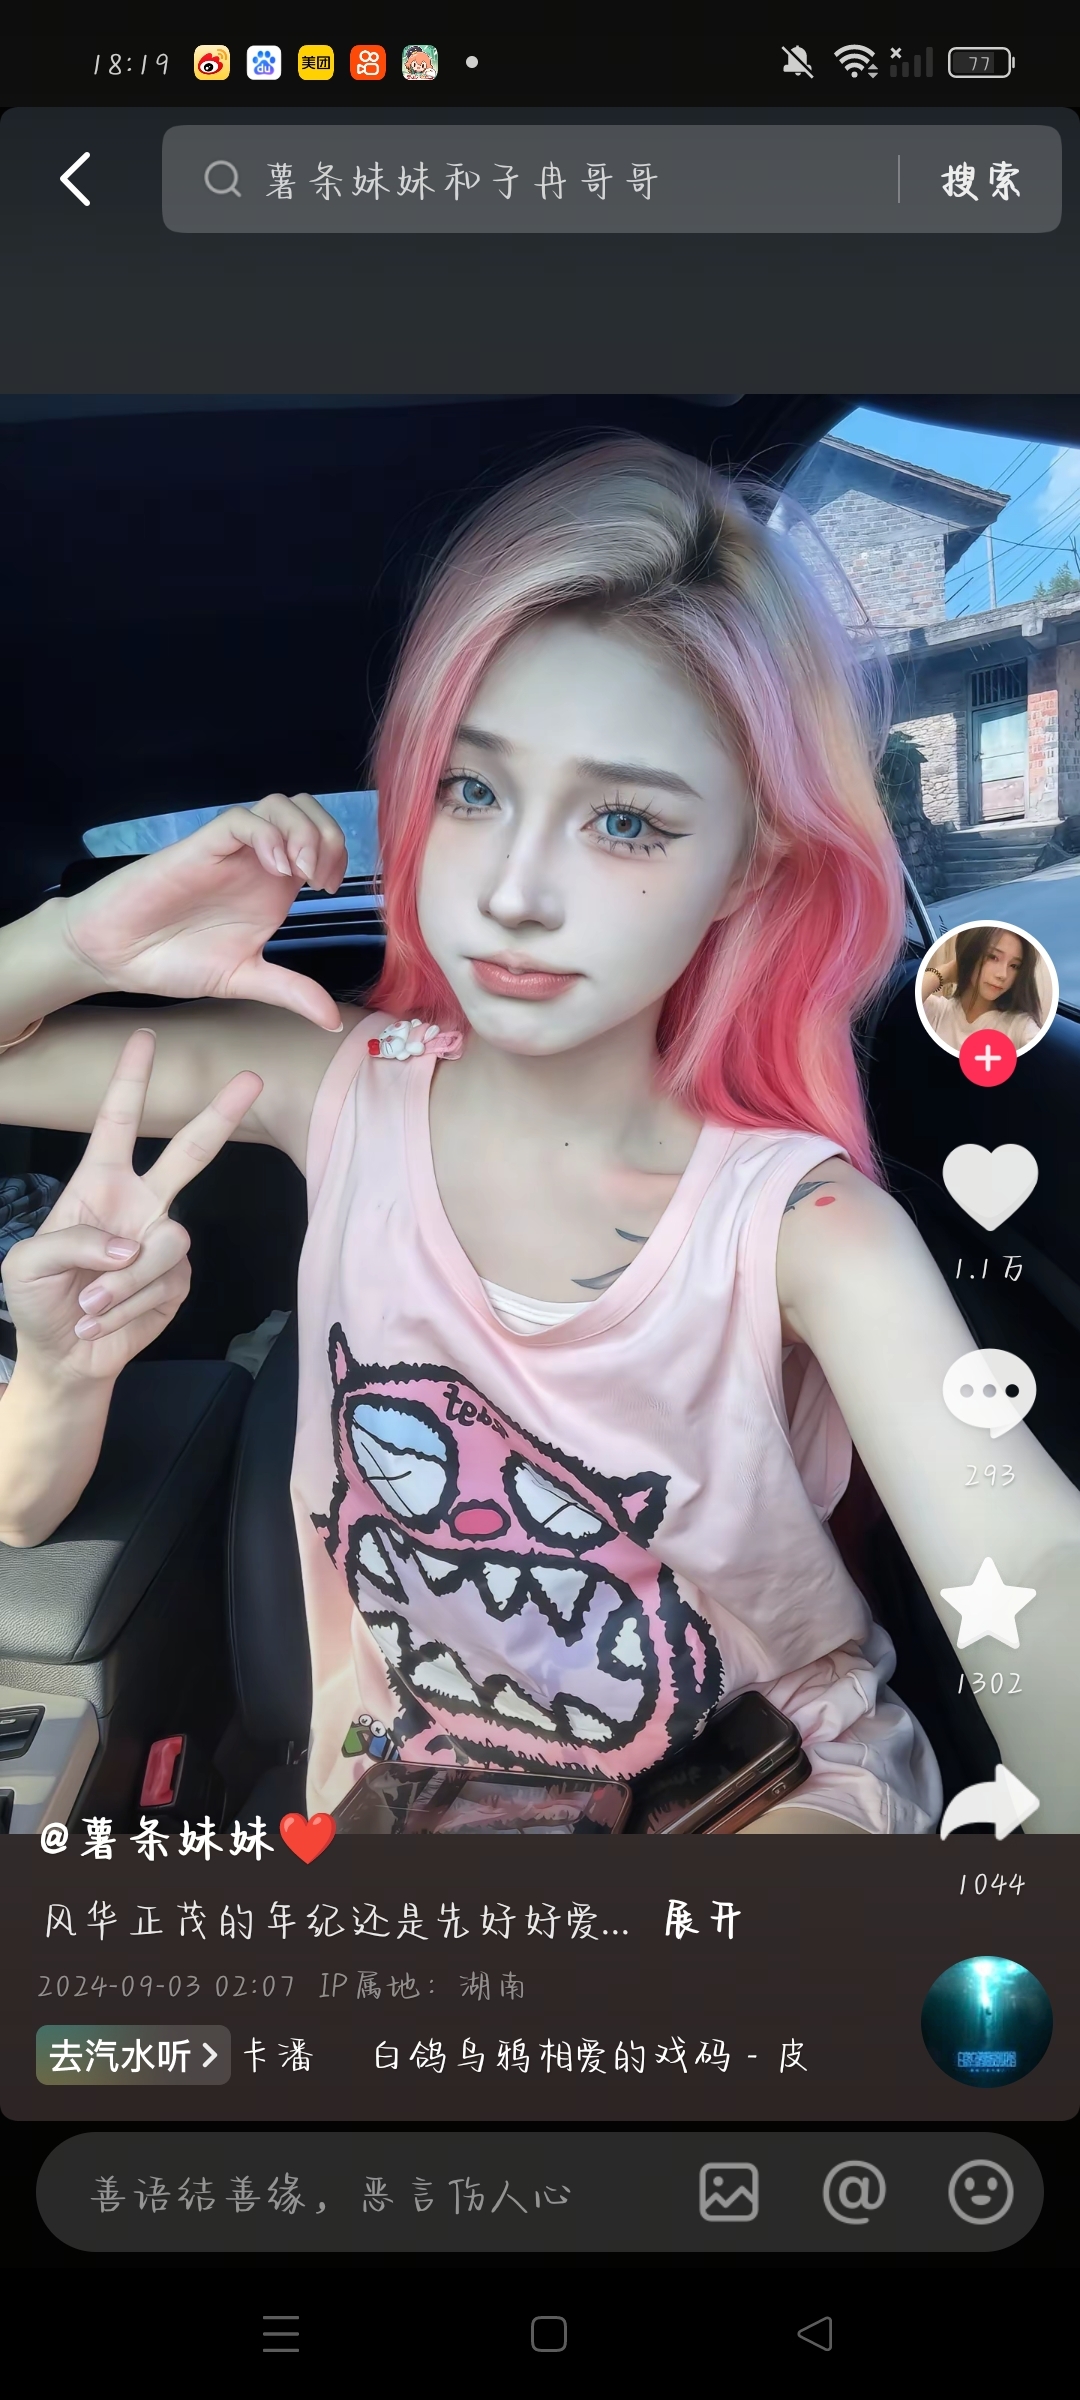 18:19
美团
77
薯条妹妹和子冉哥哥
搜索
1.1万
293
1302
1044
@薯条妹妹❤️
风华正茂的年纪还是先好好爱... 展开
2024-09-03 02:07 IP属地：湖南
去汽水听 > 卡潘 白鸽乌鸦相爱的戏码 - 皮
善语结善缘，恶言伤人心